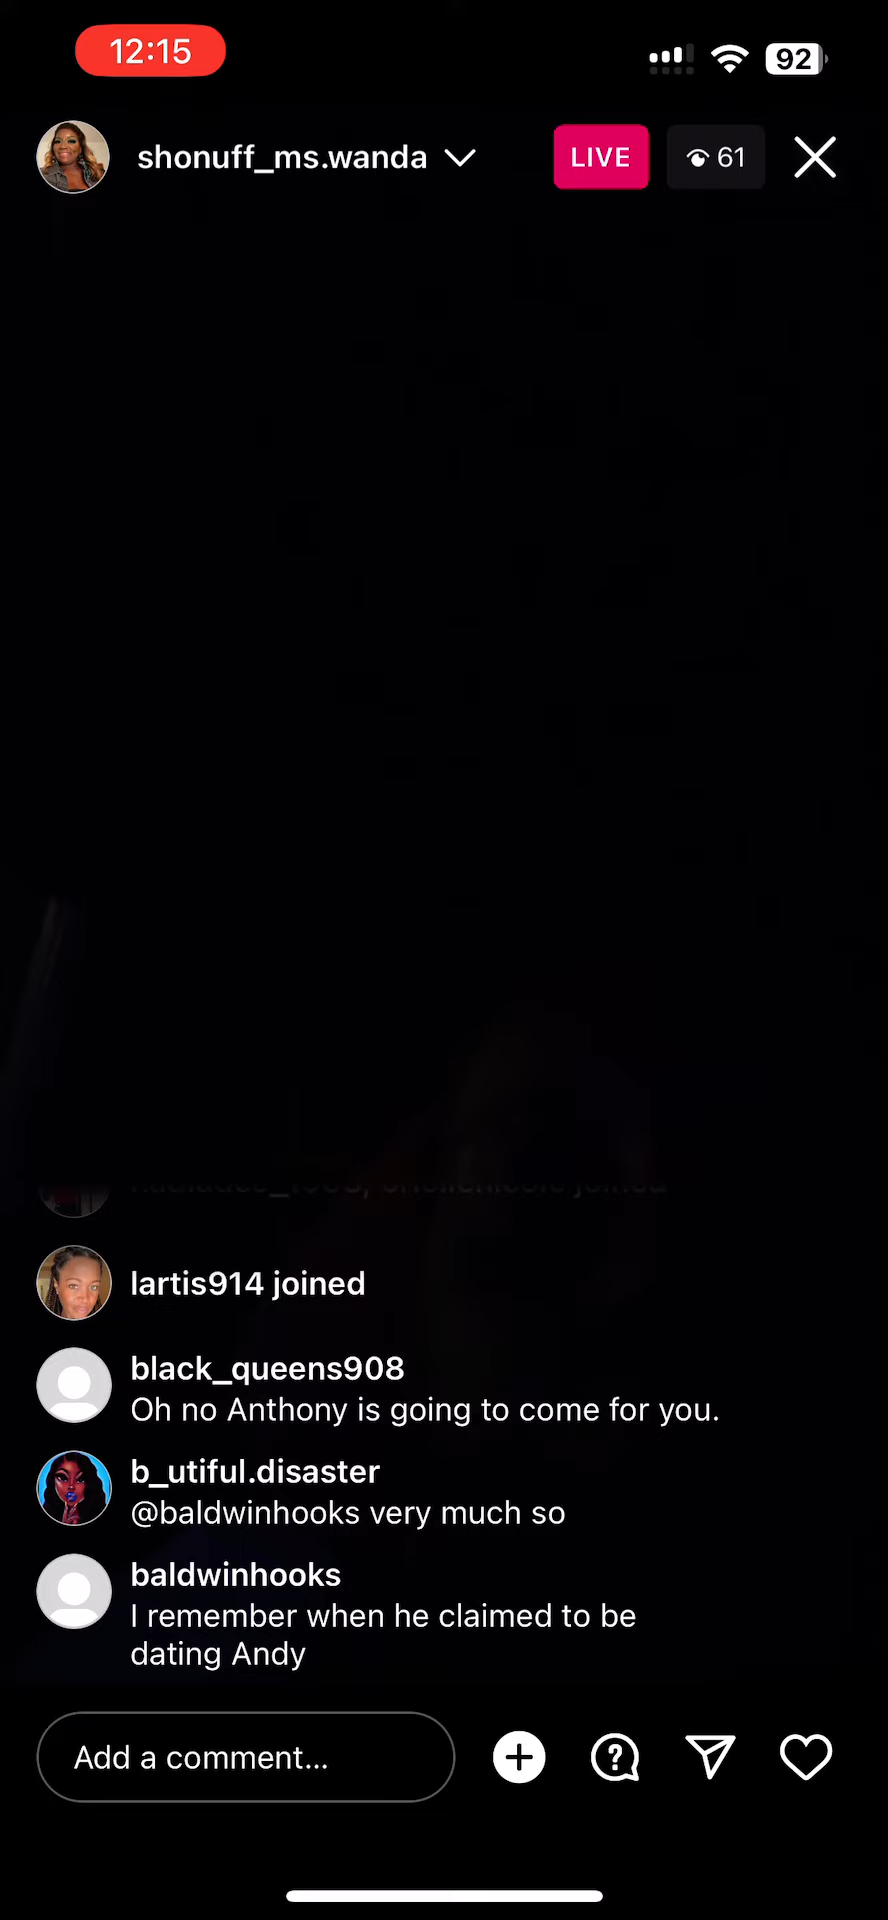 12:15
92
shonuff_ms.wanda
LIVE
61
joined
lartis914 joined
black_queens908
Oh no Anthony is going to come for you.
b_utiful.disaster
@baldwinhooks very much so
baldwinhooks
I remember when he claimed to be
dating Andy
Add a comment...